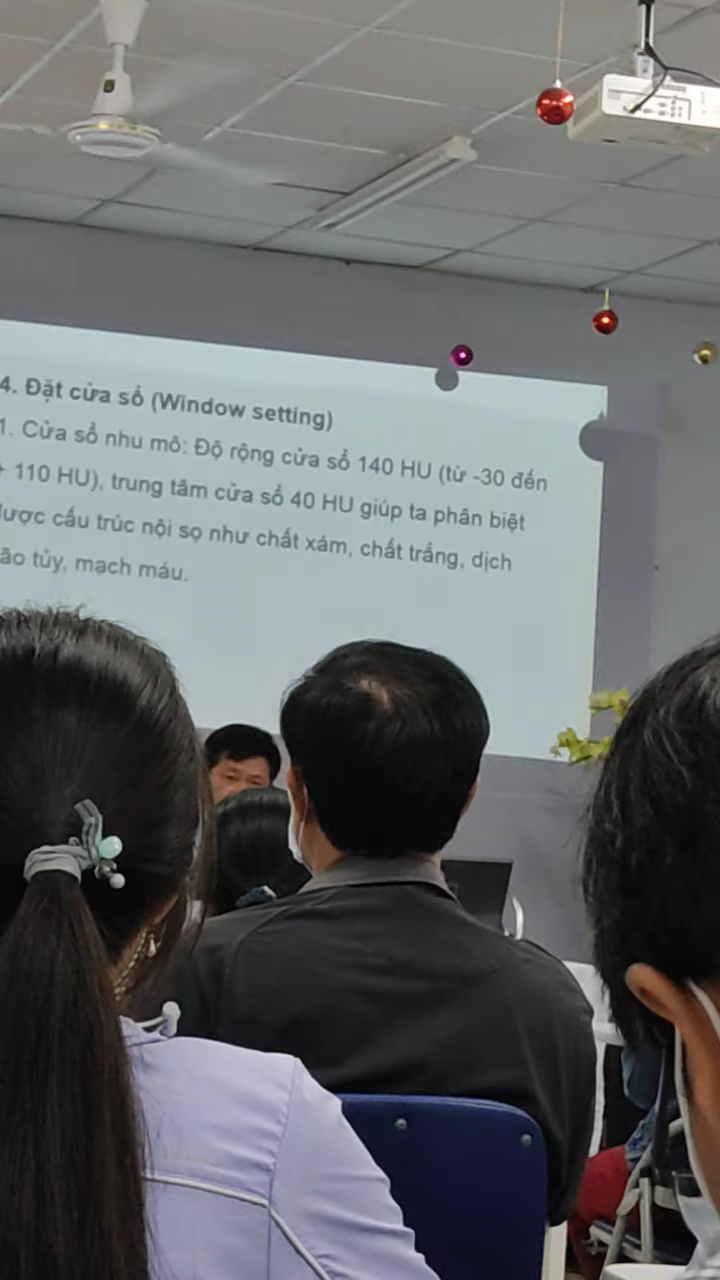 4. Đặt cửa sổ (Window setting)
1. Cửa sổ nhu mô: Độ rộng cửa sổ 140 HU (từ -30 đến
+ 110 HU), trung tâm cửa sổ 40 HU giúp ta phân biệt
được cấu trúc nội sọ như chất xám, chất trắng, dịch
não tủy, mạch máu.